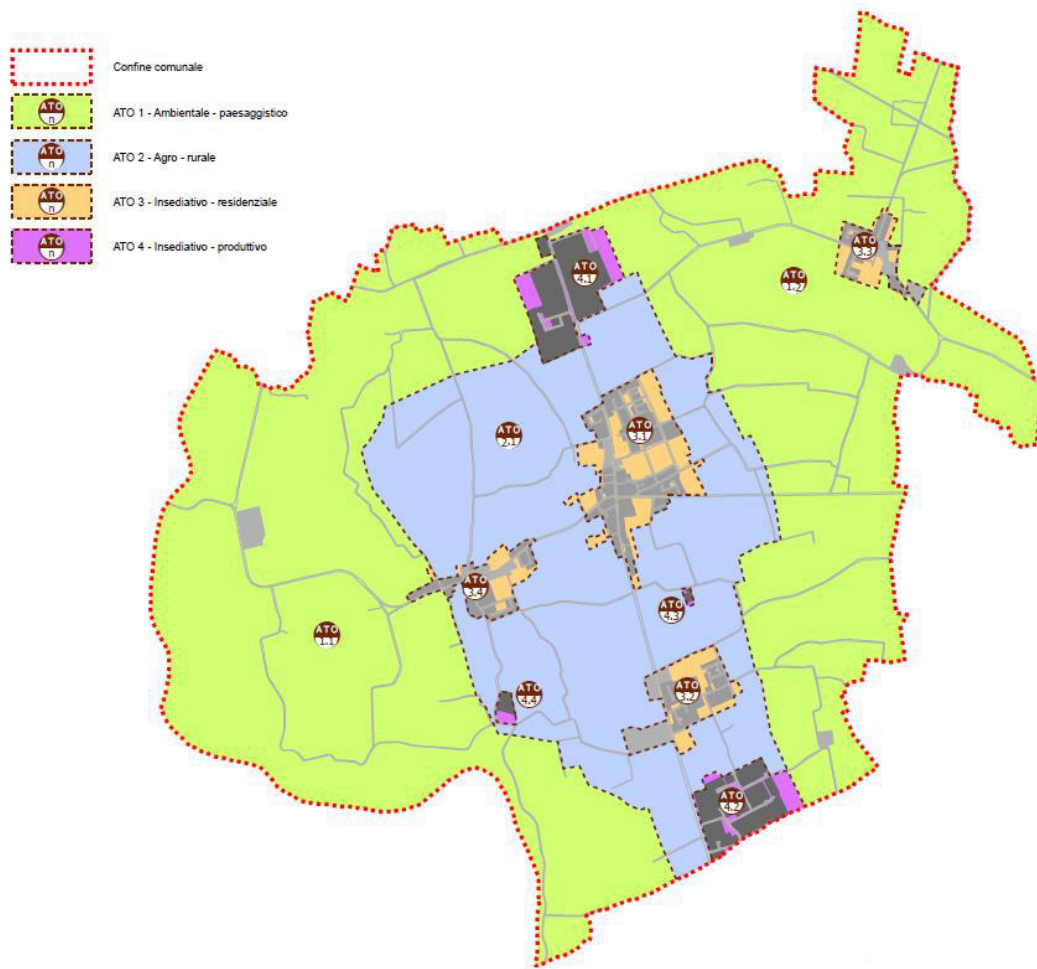 Confine comunale
ATO
n
ATO 1 - Ambientale - paesaggistico
ATO
n
ATO 2 - Agro - rurale
ATO
n
ATO 3 - Insediativo - residenziale
ATO
n
ATO 4 - Insediativo - produttivo
ATO
3.3
ATO
4.1
ATO
1.2
ATO
3.1
ATO
2.1
ATO
3.4
ATO
4.3
ATO
1.1
ATO
3.2
ATO
4.4
ATO
4.2